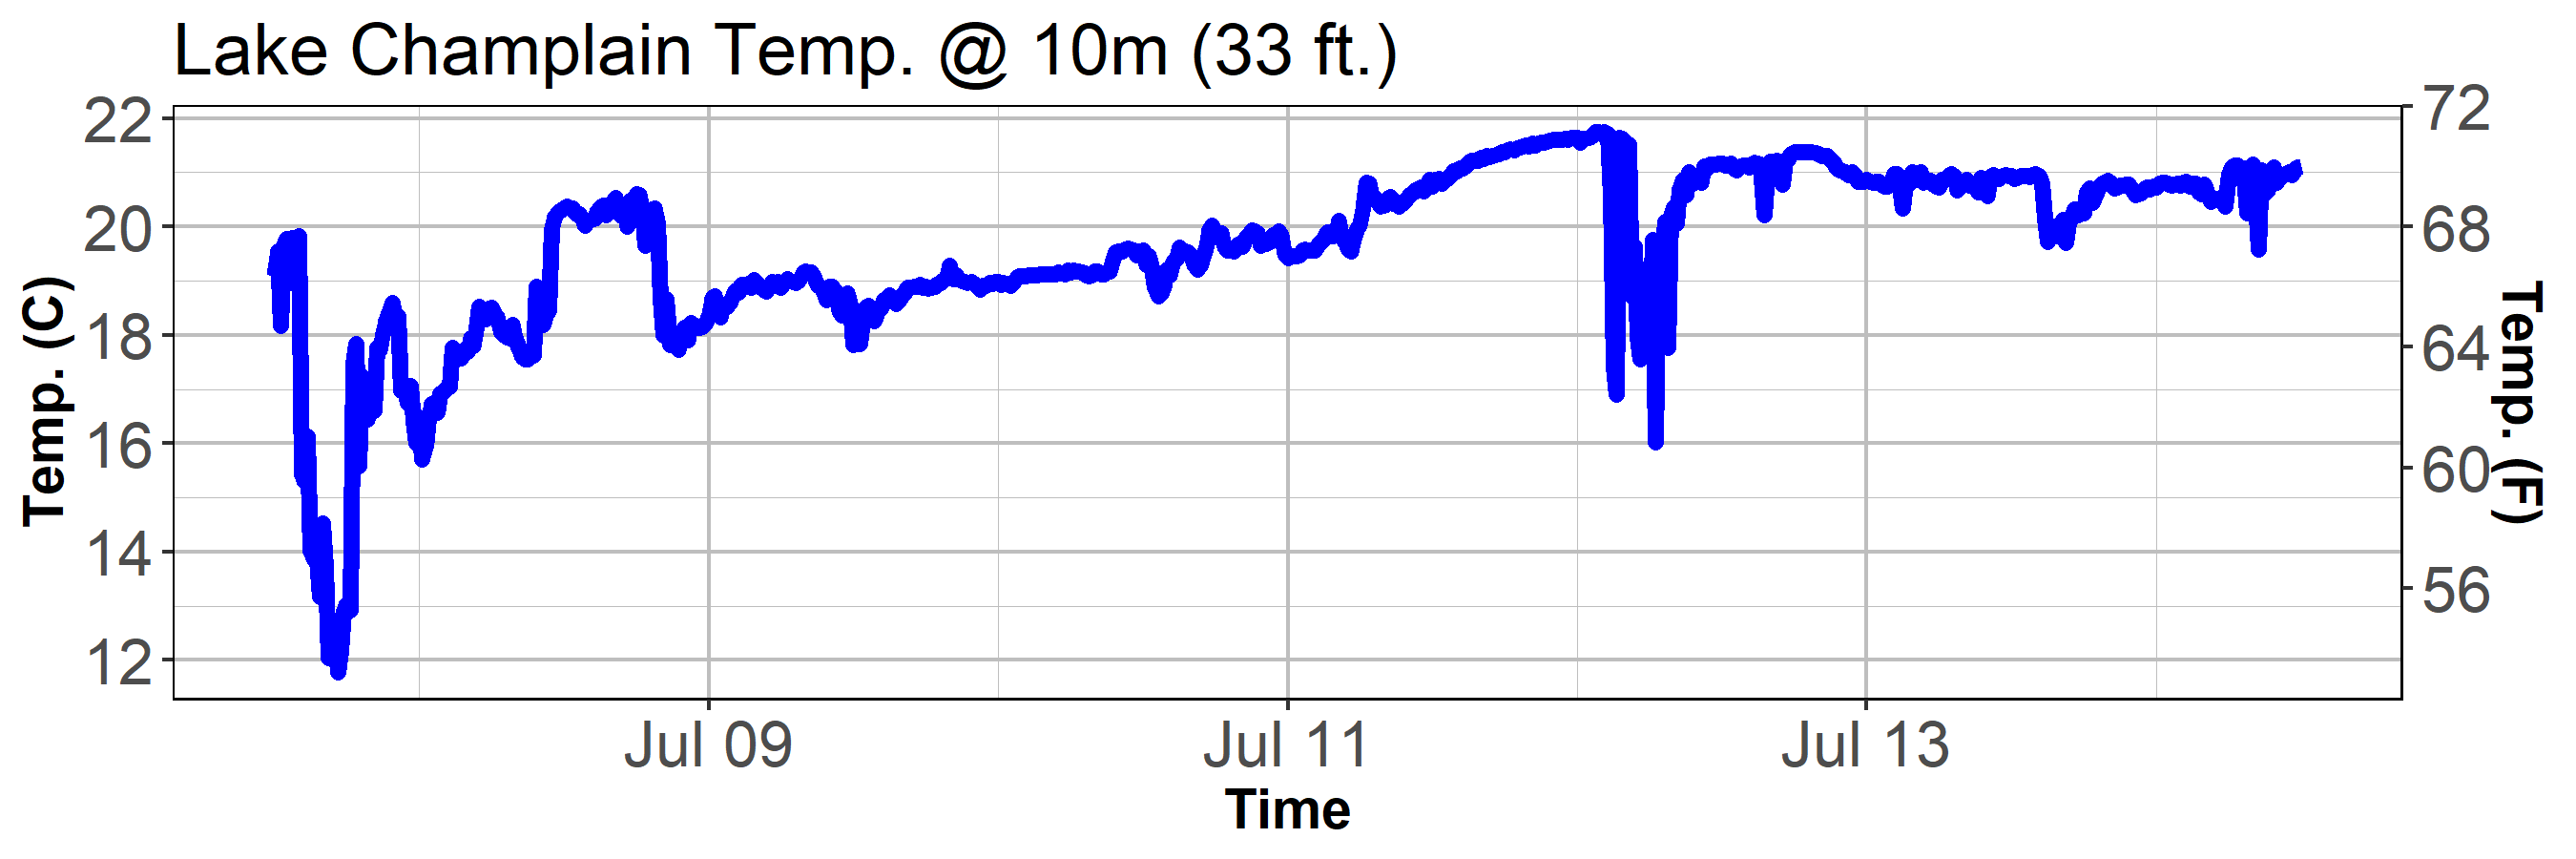 Lake Champlain Temp. @ 10m (33 ft.)
Temp. (C)
22
20
18
16
14
12
72
68
64
60
56
Temp. (F)
Jul 09 Jul 11 Jul 13
Time